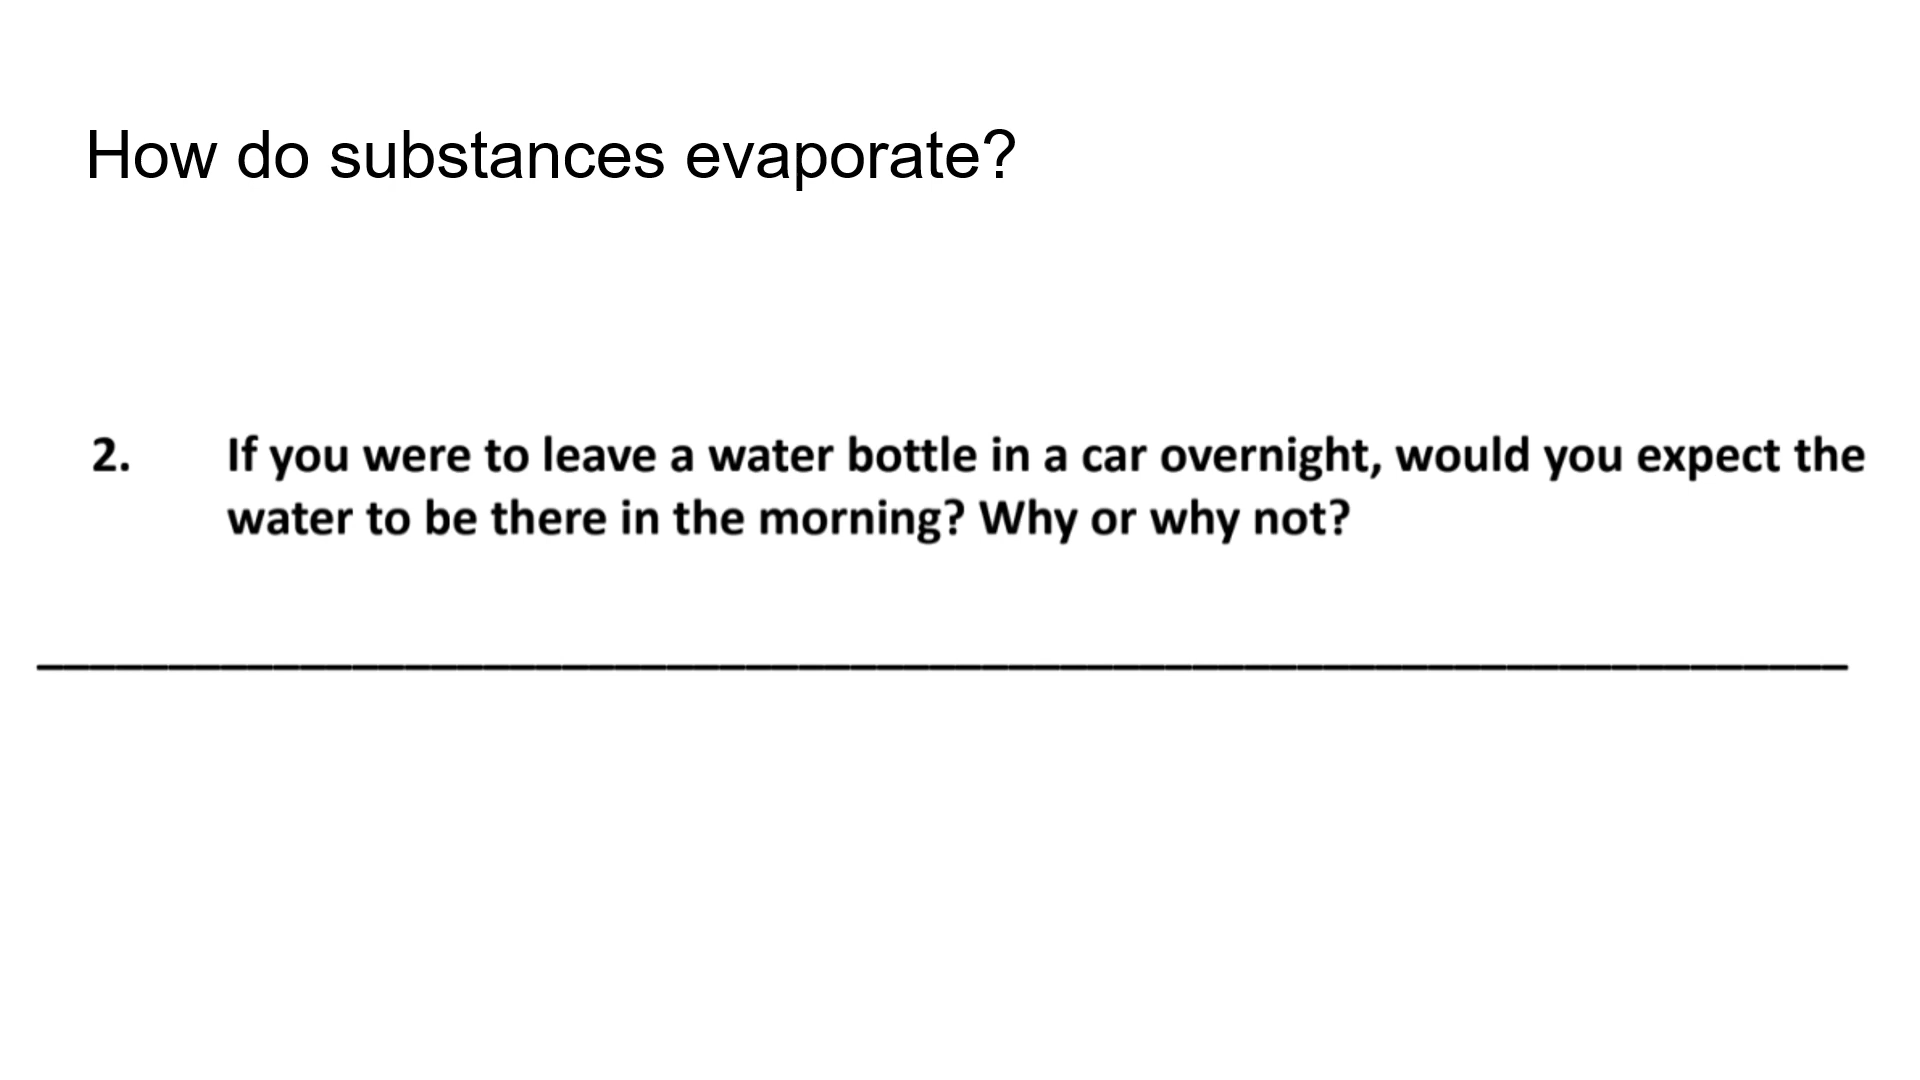 How do substances evaporate?
2. If you were to leave a water bottle in a car overnight, would you expect the
water to be there in the morning? Why or why not?